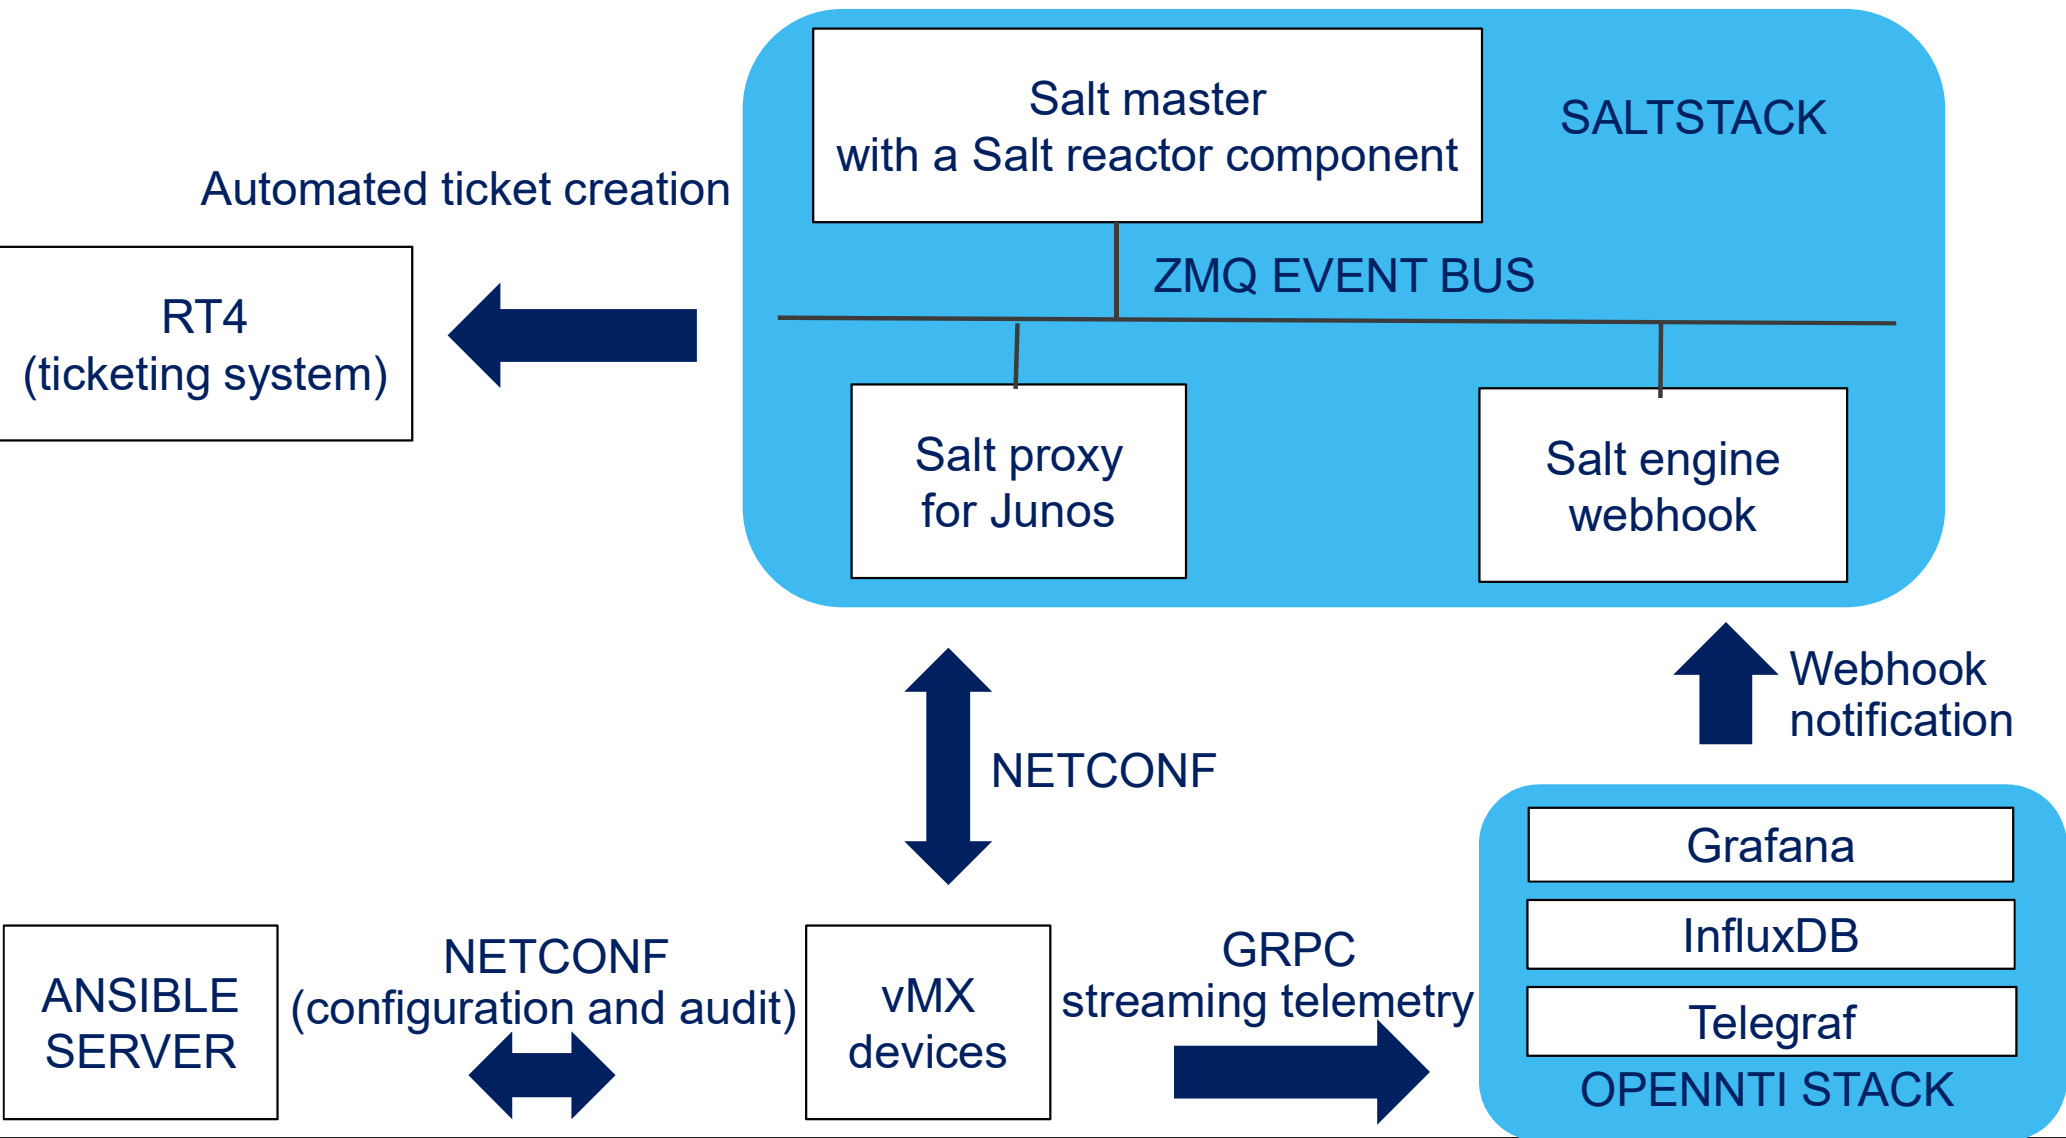 Salt master
with a Salt reactor component
SALTSTACK
Automated ticket creation
ZMQ EVENT BUS
RT4
(ticketing system)
Salt proxy
for Junos
Salt engine
webhook
Webhook
notification
NETCONF
Grafana
InfluxDB
Telegraf
OPENNTI STACK
ANSIBLE
SERVER
NETCONF
(configuration and audit)
vMX
devices
GRPC
streaming telemetry